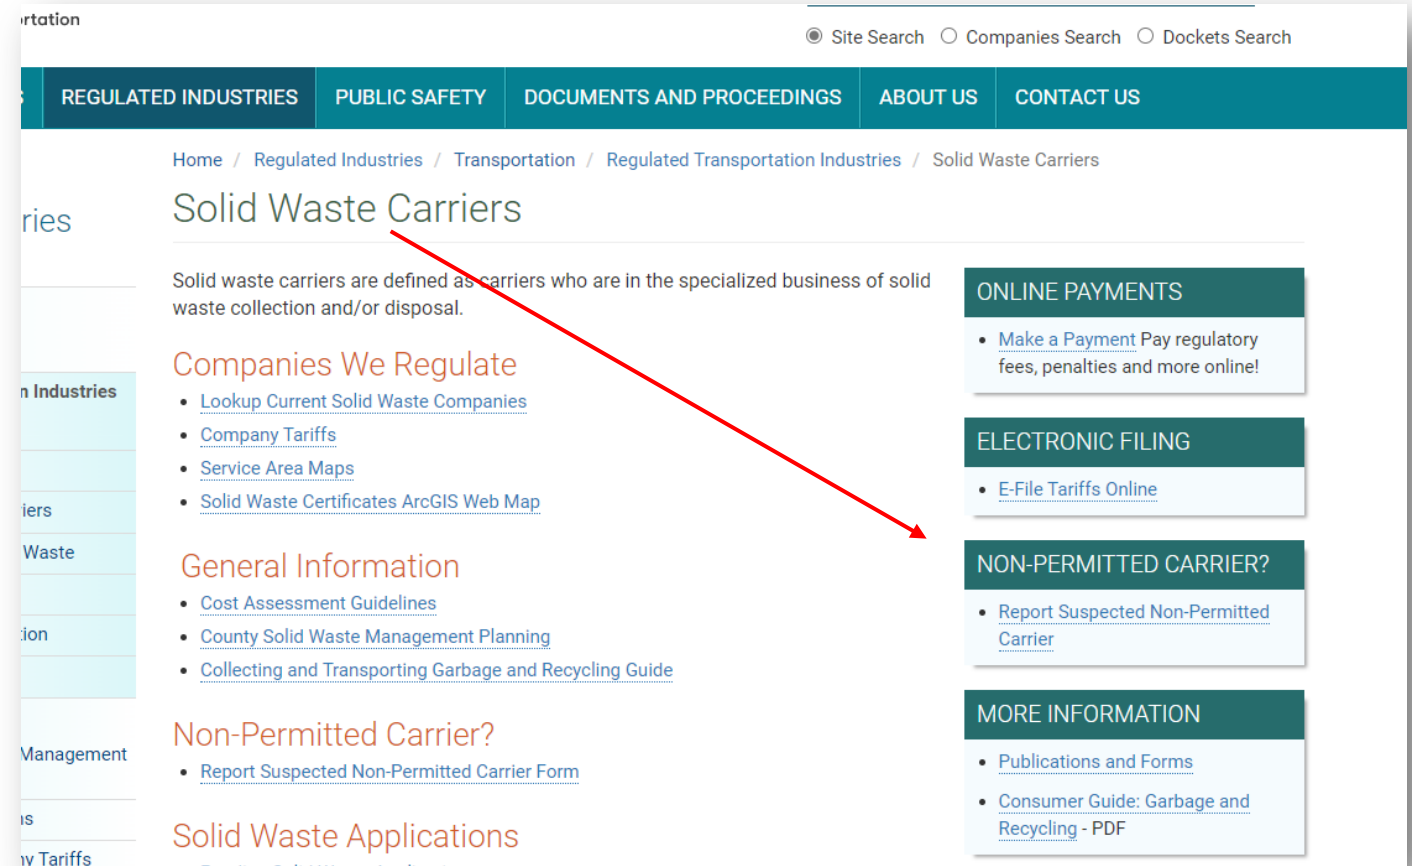 rtation
Site Search Companies Search Dockets Search
REGULATED INDUSTRIES PUBLIC SAFETY DOCUMENTS AND PROCEEDINGS ABOUT US CONTACT US
Home / Regulated Industries / Transportation / Regulated Transportation Industries / Solid Waste Carriers
Solid Waste Carriers
Solid waste carriers are defined as carriers who are in the specialized business of solid
waste collection and/or disposal.
Companies We Regulate
• Lookup Current Solid Waste Companies
• Company Tariffs
• Service Area Maps
• Solid Waste Certificates ArcGIS Web Map
General Information
• Cost Assessment Guidelines
• County Solid Waste Management Planning
• Collecting and Transporting Garbage and Recycling Guide
Non-Permitted Carrier?
• Report Suspected Non-Permitted Carrier Form
Solid Waste Applications
ONLINE PAYMENTS
• Make a Payment Pay regulatory
fees, penalties and more online!
ELECTRONIC FILING
• E-File Tariffs Online
NON-PERMITTED CARRIER?
• Report Suspected Non-Permitted
Carrier
MORE INFORMATION
• Publications and Forms
• Consumer Guide: Garbage and
Recycling - PDF
ries
n Industries
iers
Waste
tion
Management
ns
ny Tariffs